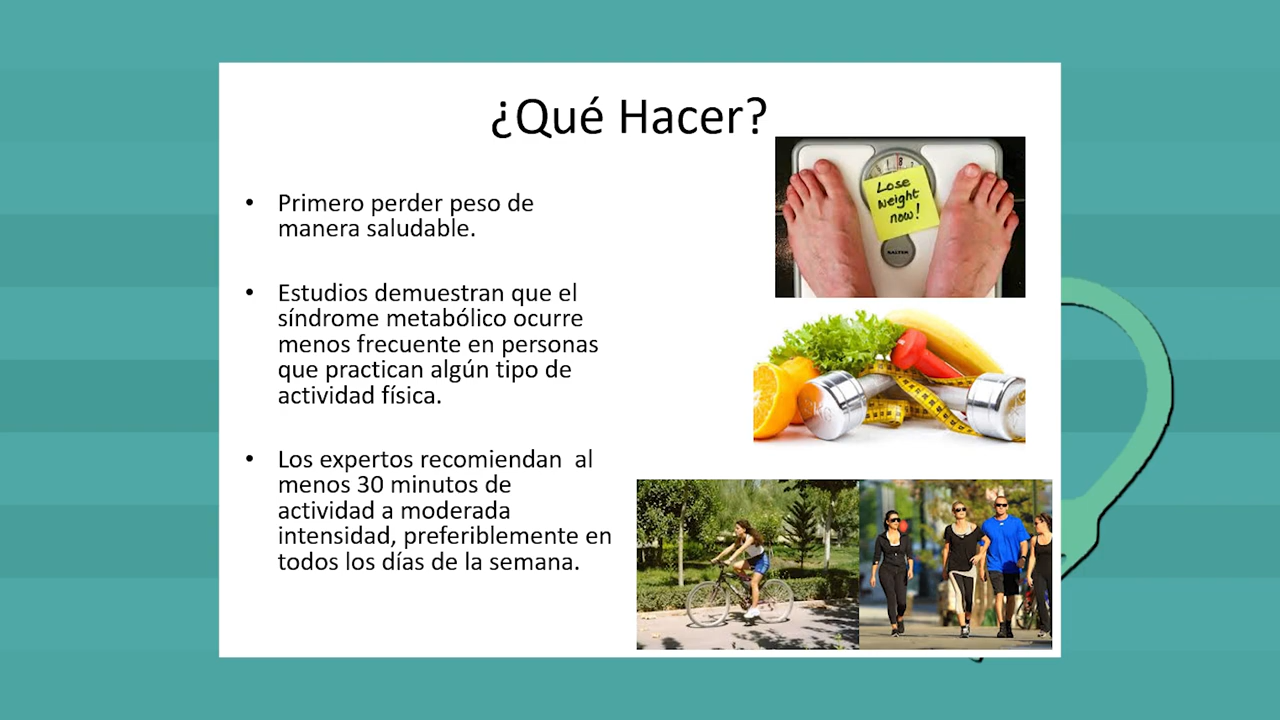 ¿Qué Hacer?
• Primero perder peso de
manera saludable.
• Estudios demuestran que el
síndrome metabólico ocurre
menos frecuente en personas
que practican algún tipo de
actividad física.
• Los expertos recomiendan  al
menos 30 minutos de
actividad a moderada
intensidad, preferiblemente en
todos los días de la semana.
Lose
weight
now!
SALTER